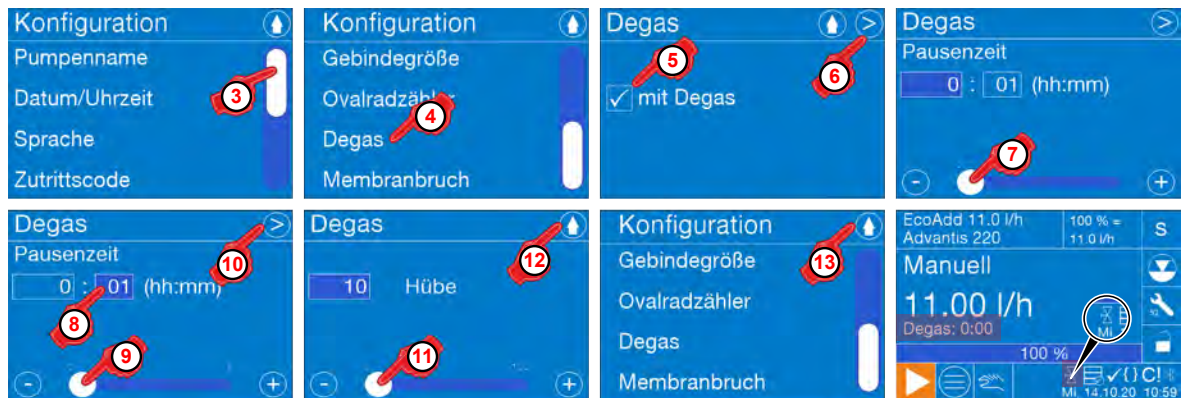 Konfiguration
Pumpenname
3
Datum/Uhrzeit
Sprache
Zutrittscode
Konfiguration
Gebindegröße
Ovalradzähler
4
Degas
Membranbruch
Degas >
5
6
✓ mit Degas
Degas >
Pausenzeit
0 : 01 (hh:mm)
7
- +
Degas >
Pausenzeit
10
0 : 01 (hh:mm)
8
9
- +
Degas
12
10 Hübe
11
- +
Konfiguration
Gebindegröße
13
Ovalradzähler
Degas
Membranbruch
EcoAdd 11.0 l/h 100 % = S
Advantis 220 11.0 l/h
Manuell
11.00 l/h
Degas: 0:00
Mi
100 %
✓ {} C!
Mi. 14.10.20 10:59